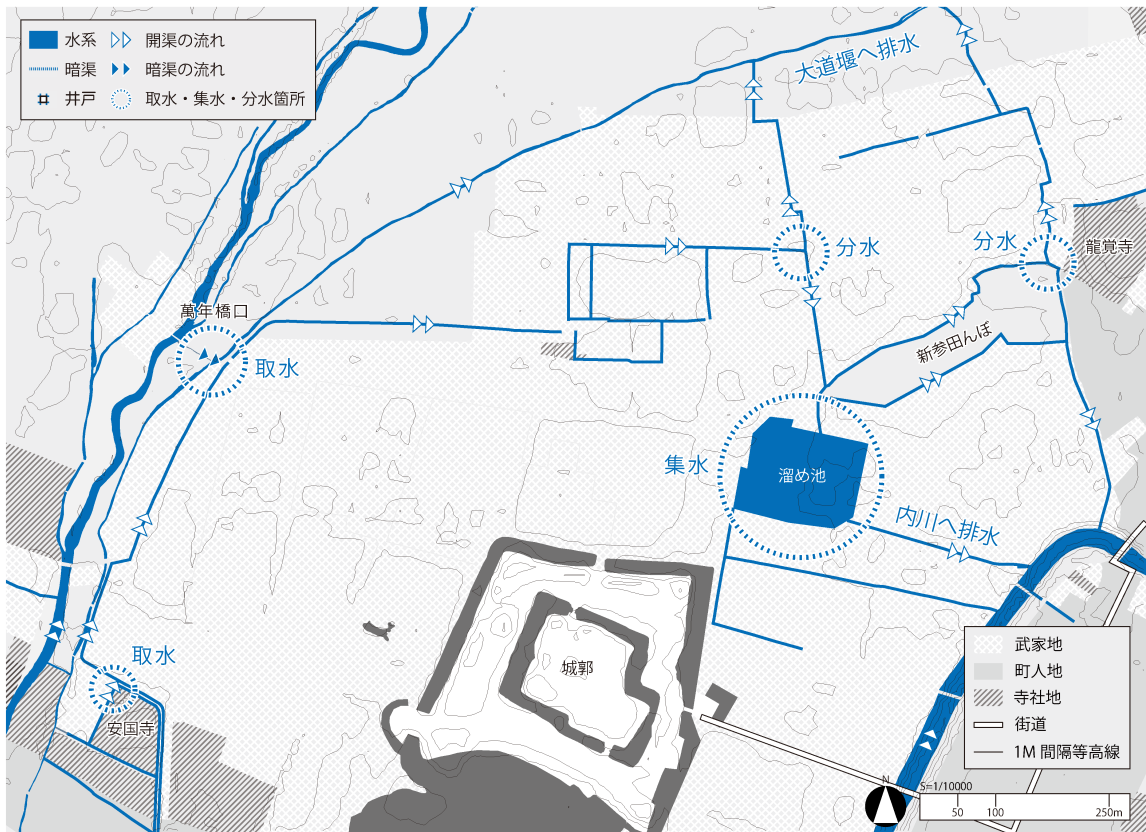 水系
開渠の流れ
暗渠
暗渠の流れ
井戸
取水・集水・分水箇所
大道堰へ排水
分水
分水
龍覚寺
萬年橋口
取水
新参田んぼ
集水
溜め池
内川へ排水
取水
安国寺
城郭
武家地
町人地
寺社地
街道
1M 間隔等高線
N
S=1/10000
50
100
250m